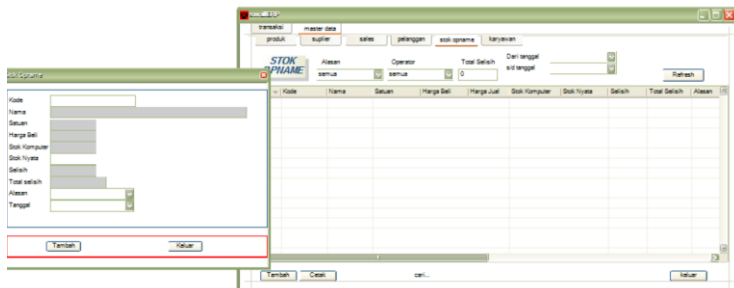 transaksi master data
produk suplier sales pelanggan stok opname karyawan
STOK OPNAME
Alasan Operator Total Selisih Dari tanggal
semua semua 0 s/d tanggal
Refresh
Kode Nama Satuan Harga Beli Harga Jual Stok Komputer Stok Nyata Selisih Total Selisih Alasan
Tambah Cetak cari... keluar
Stok Opname
Kode
Nama
Satuan
Harga Beli
Stok Komputer
Stok Nyata
Selisih
Total selisih
Alasan
Tanggal
Tambah Keluar